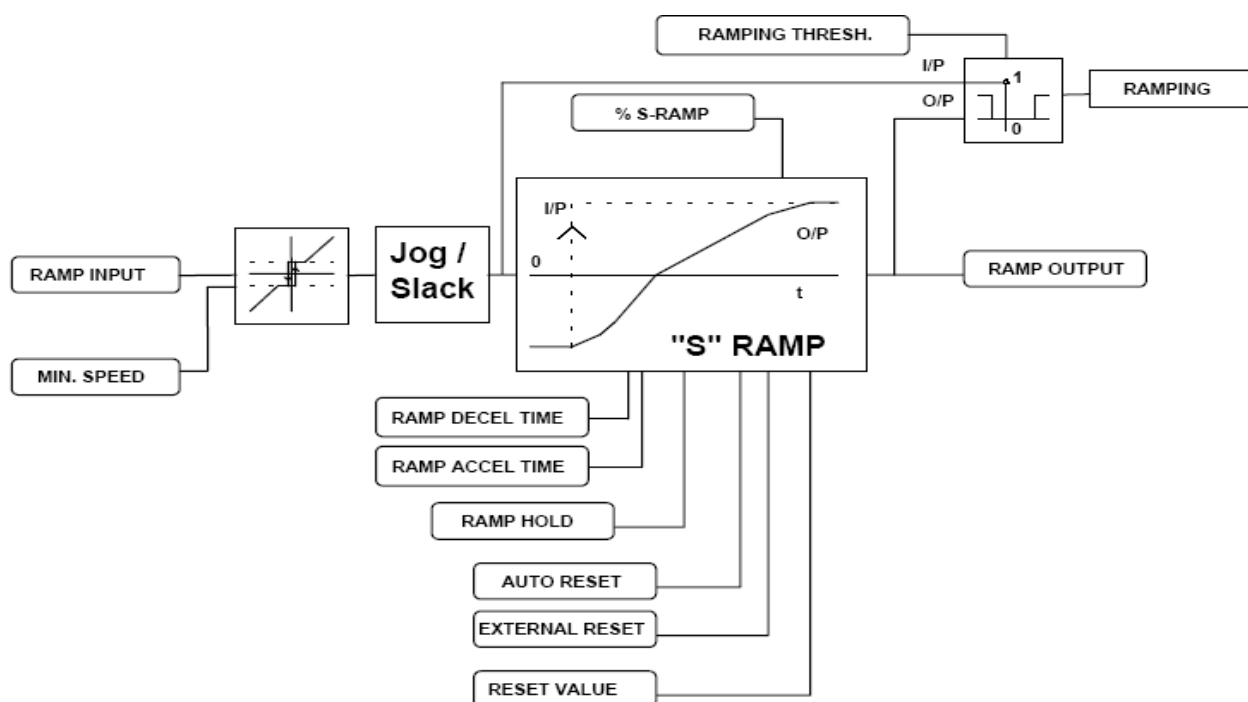 RAMPING THRESH.
I/P
1
RAMPING
O/P
0
% S-RAMP
I/P
O/P
0
t
"S" RAMP
RAMP INPUT
Jog /
Slack
RAMP OUTPUT
MIN. SPEED
RAMP DECEL TIME
RAMP ACCEL TIME
RAMP HOLD
AUTO RESET
EXTERNAL RESET
RESET VALUE